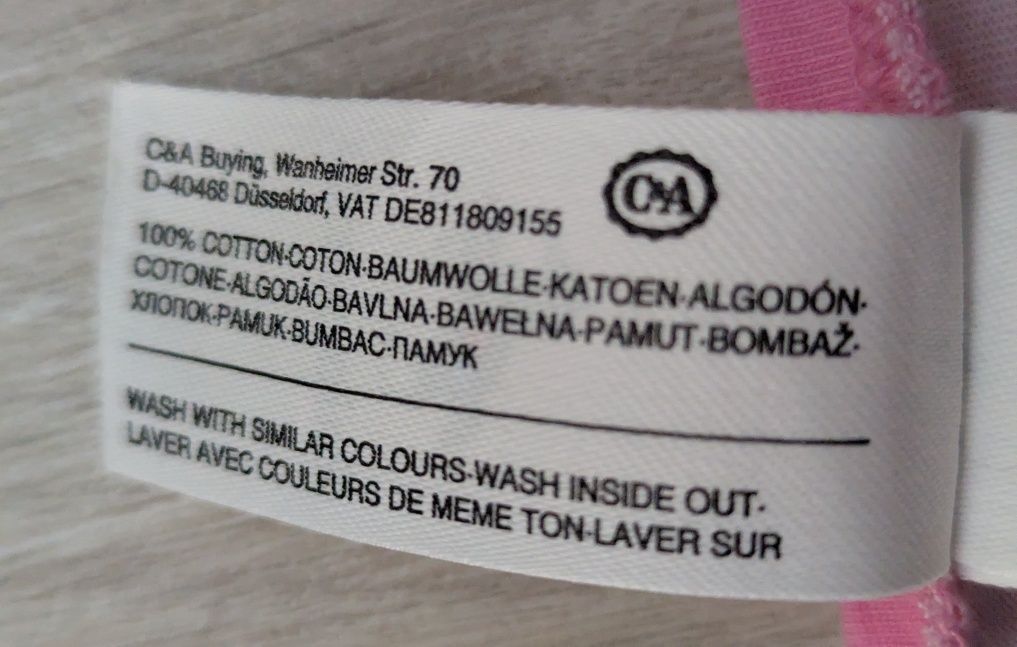 C&A Buying, Wanheimer Str. 70
D-40468 Düsseldorf, VAT DE811809155
C&A
100% COTTON·COTON·BAUMWOLLE·KATOEN·ALGODÓN·
COTONE·ALGODÃO·BAVLNA·BAWEŁNA·PAMUT·BOMBAŽ·
ХЛОПОК·PAMUK·BUMBAC·ПАМУК
WASH WITH SIMILAR COLOURS·WASH INSIDE OUT·
LAVER AVEC COULEURS DE MEME TON·LAVER SUR